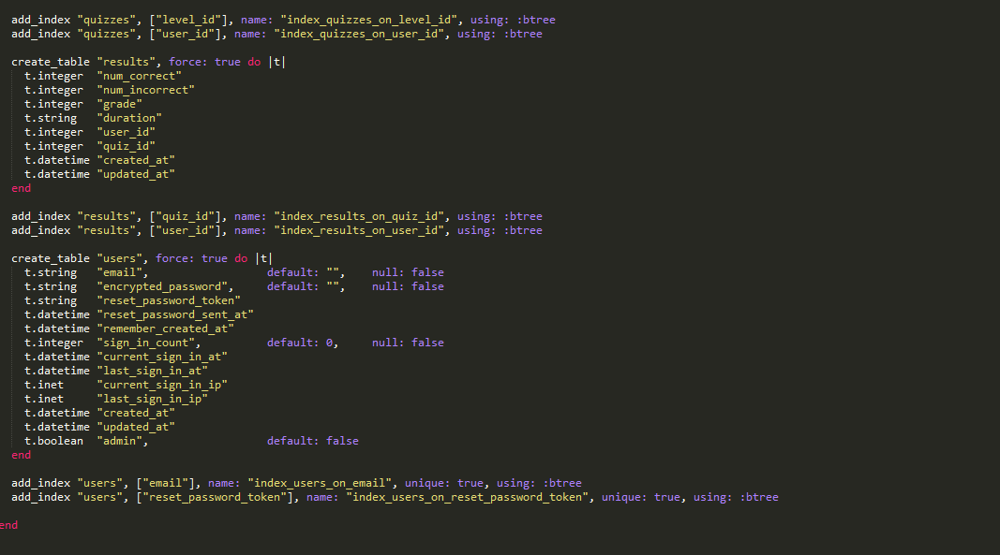 add_index "quizzes", ["level_id"], name: "index_quizzes_on_level_id", using: :btree
add_index "quizzes", ["user_id"], name: "index_quizzes_on_user_id", using: :btree
create_table "results", force: true do |t|
t.integer "num_correct"
t.integer "num_incorrect"
t.integer "grade"
t.string "duration"
t.integer "user_id"
t.integer "quiz_id"
t.datetime "created_at"
t.datetime "updated_at"
end
add_index "results", ["quiz_id"], name: "index_results_on_quiz_id", using: :btree
add_index "results", ["user_id"], name: "index_results_on_user_id", using: :btree
create_table "users", force: true do |t|
t.string "email", default: "", null: false
t.string "encrypted_password", default: "", null: false
t.string "reset_password_token"
t.datetime "reset_password_sent_at"
t.datetime "remember_created_at"
t.integer "sign_in_count", default: 0, null: false
t.datetime "current_sign_in_at"
t.datetime "last_sign_in_at"
t.inet "current_sign_in_ip"
t.inet "last_sign_in_ip"
t.datetime "created_at"
t.datetime "updated_at"
t.boolean "admin", default: false
end
add_index "users", ["email"], name: "index_users_on_email", unique: true, using: :btree
add_index "users", ["reset_password_token"], name: "index_users_on_reset_password_token", unique: true, using: :btree
end